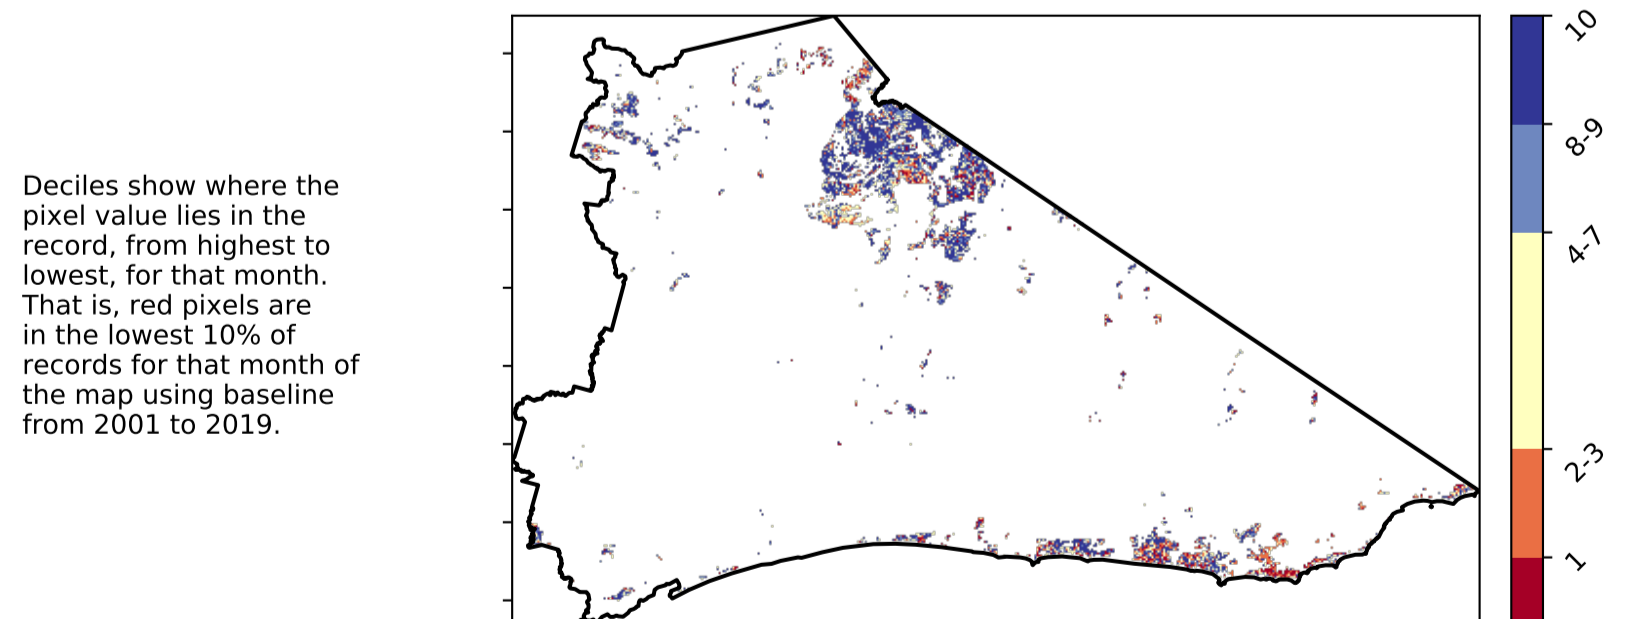 Deciles show where the
pixel value lies in the
record, from highest to
lowest, for that month.
That is, red pixels are
in the lowest 10% of
records for that month of
the map using baseline
from 2001 to 2019.
10
8-9
4-7
2-3
1